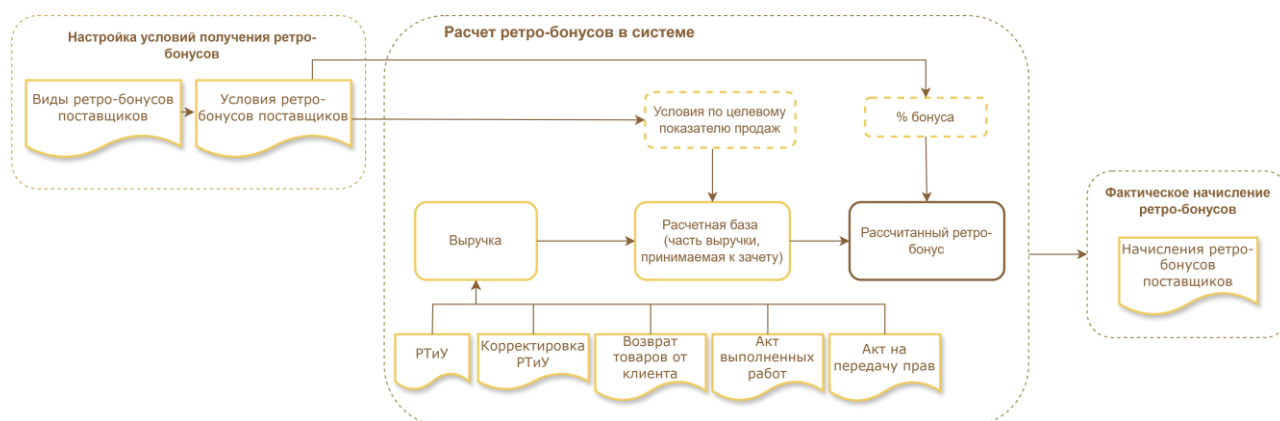 Настройка условий получения ретро-
бонусов
Виды ретро-бонусов
поставщиков
Условия ретро-
бонусов поставщиков
Расчет ретро-бонусов в системе
Условия по целевому
показателю продаж
% бонуса
Выручка
Расчетная база
(часть выручки,
принимаемая к зачету)
Рассчитанный ретро-
бонус
РТиУ
Корректировка
РТиУ
Возврат
товаров от
клиента
Акт
выполненных
работ
Акт на
передачу прав
Фактическое начисление
ретро-бонусов
Начисления ретро-
бонусов
поставщиков